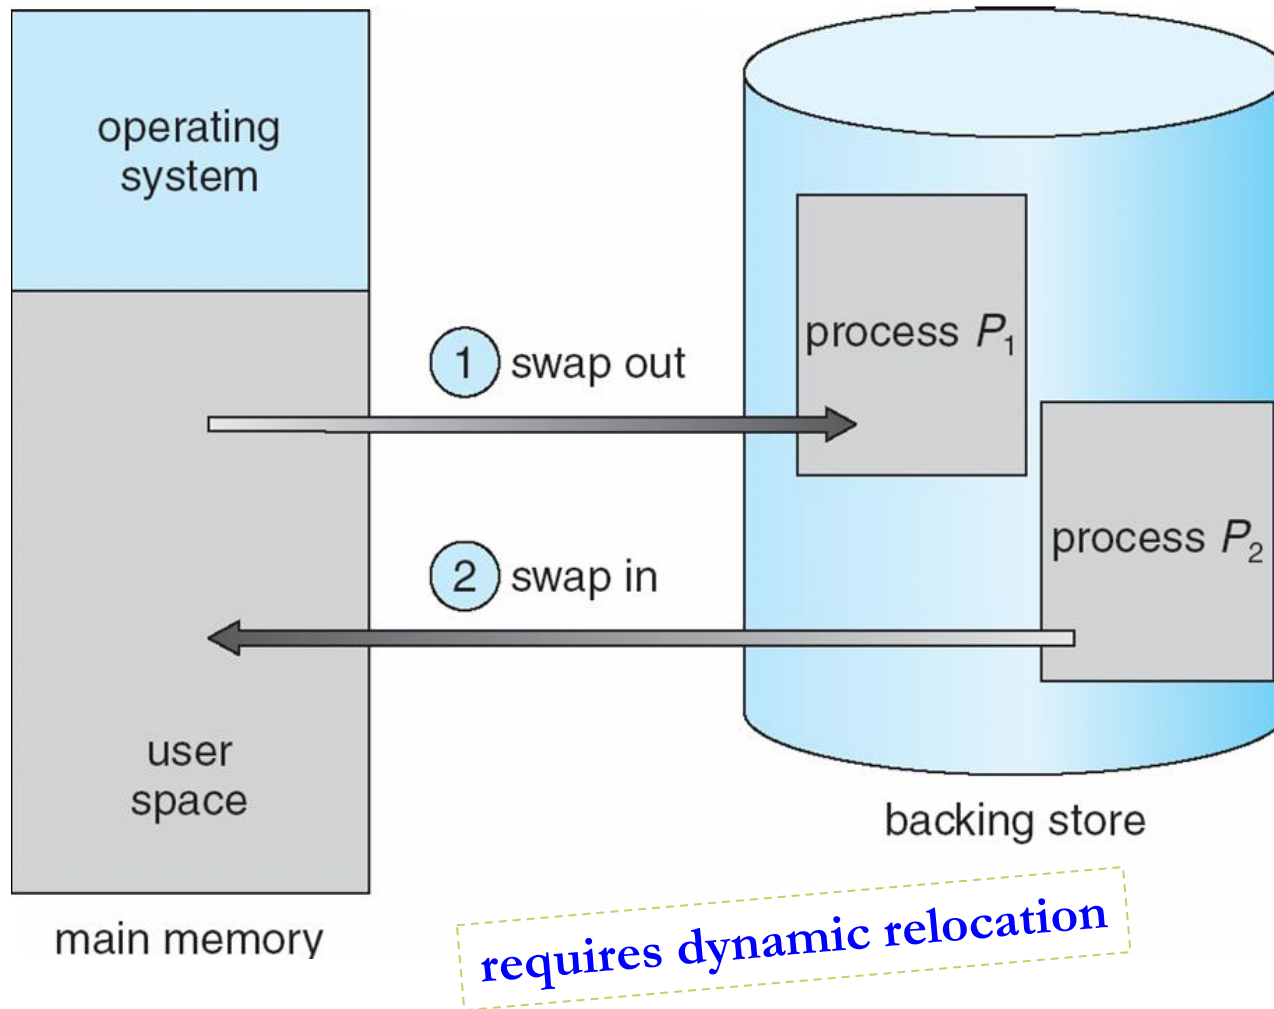 operating
system
1 swap out
process P₁
2 swap in
process P₂
user
space
backing store
main memory
requires dynamic relocation